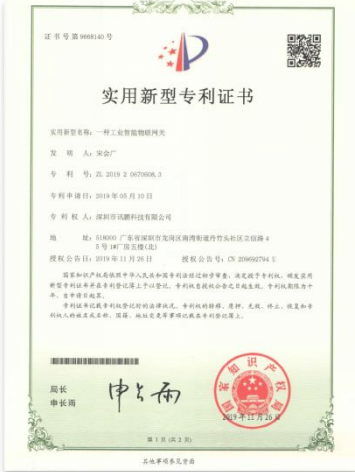 证书号第9668140号
实用新型专利证书
实用新型名称：一种工业智能物联网关
发 明 人：宋会广
专 利 号：ZL 2019 2 0670608.3
专利申请日：2019年05月10日
专 利 权 人：深圳市讯鹏科技有限公司
地 址：518000 广东省深圳市龙岗区南湾街道丹竹头社区立信路4
5号1#厂房五楼(北)
授权公告日：2019年11月26日 授权公告号：CN 209692794 U
国家知识产权局依照中华人民共和国专利法经过初步审查，决定授予专利权，颁发实用
新型专利证书并在专利登记簿上予以登记。专利权自授权公告之日起生效。专利权期限为十
年，自申请日起算。
专利证书记载专利权登记时的法律状况。专利权的转移、质押、无效、终止、恢复和专
利权人的姓名或名称、国籍、地址变更等事项记载在专利登记簿上。
局长
申长雨
申长雨
国家知识产权局
2019年11月26日
第 1 页 (共 2 页)
其他事项参见背面